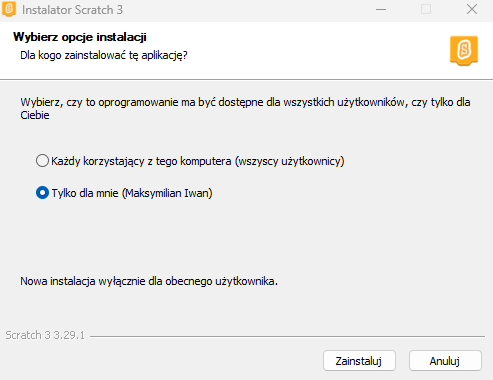 Instalator Scratch 3
Wybierz opcje instalacji
Dla kogo zainstalować tę aplikację?
Wybierz, czy to oprogramowanie ma być dostępne dla wszystkich użytkowników, czy tylko dla
Ciebie
Każdy korzystający z tego komputera (wszyscy użytkownicy)
Tylko dla mnie (Maksymilian Iwan)
Nowa instalacja wyłącznie dla obecnego użytkownika.
Scratch 3 3.29.1
Zainstaluj
Anuluj